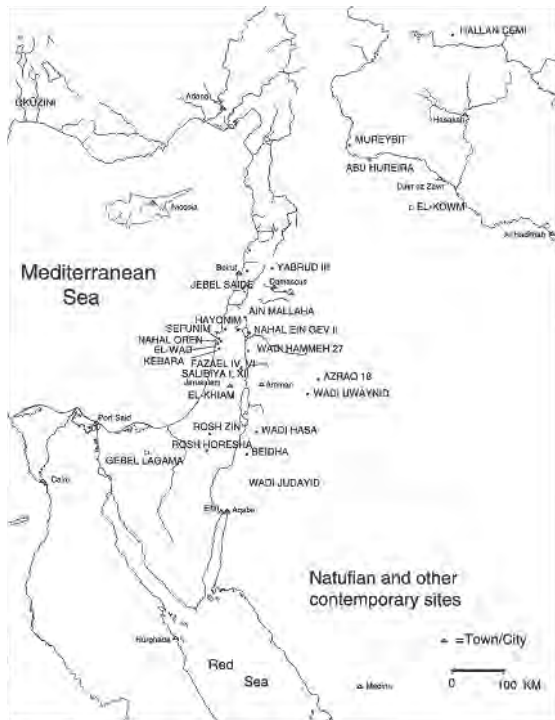 HALLAN CEMI
Adana
OKUZINI
Hasakah
MUREYBIT
ABU HUREIRA
Deir ez Zawr
EL-KOWM
Nicosia
Al Hadithah
Mediterranean
Sea
Beirut
YABRUD III
JEBEL SAIDE
Damascus
AIN MALLAHA
HAYONIM
SEFUNIM
NAHAL EIN GEV II
NAHAL OREN
EL-WAD
WADI HAMMEH 27
KEBARA
FAZAEL IV, VI
SALIBIYA I, XII
AZRAQ 18
Jerusalem
Amman
EL-KHIAM
WADI UWAYNID
Port Said
ROSH ZIN
WADI HASA
ROSH HORESHA
GEBEL LAGAMA
BEIDHA
Cairo
WADI JUDAYID
Eilat
Aqaba
Natufian and other
contemporary sites
=Town/City
Hurghada
Red
Sea
0 100 KM